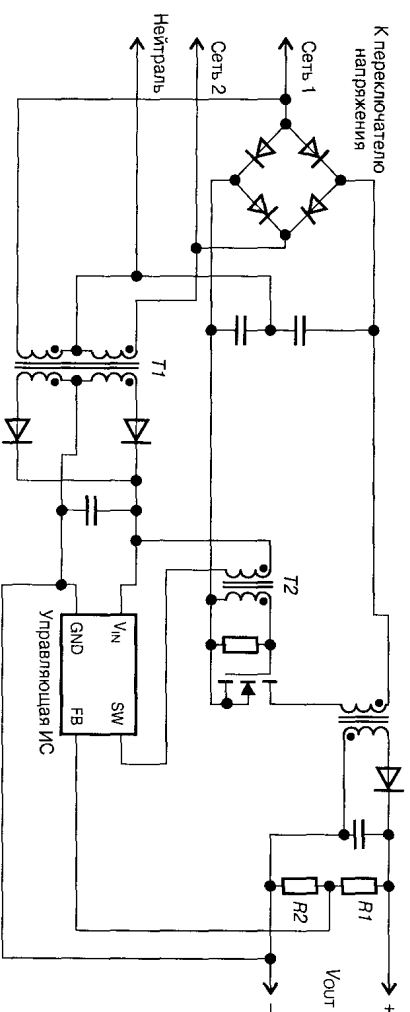 К переключателю
напряжения
Сеть 1
Сеть 2
Нейтраль
T1
T2
VIN
SW
GND
FB
Управляющая ИС
R1
R2
VOUT
+
–